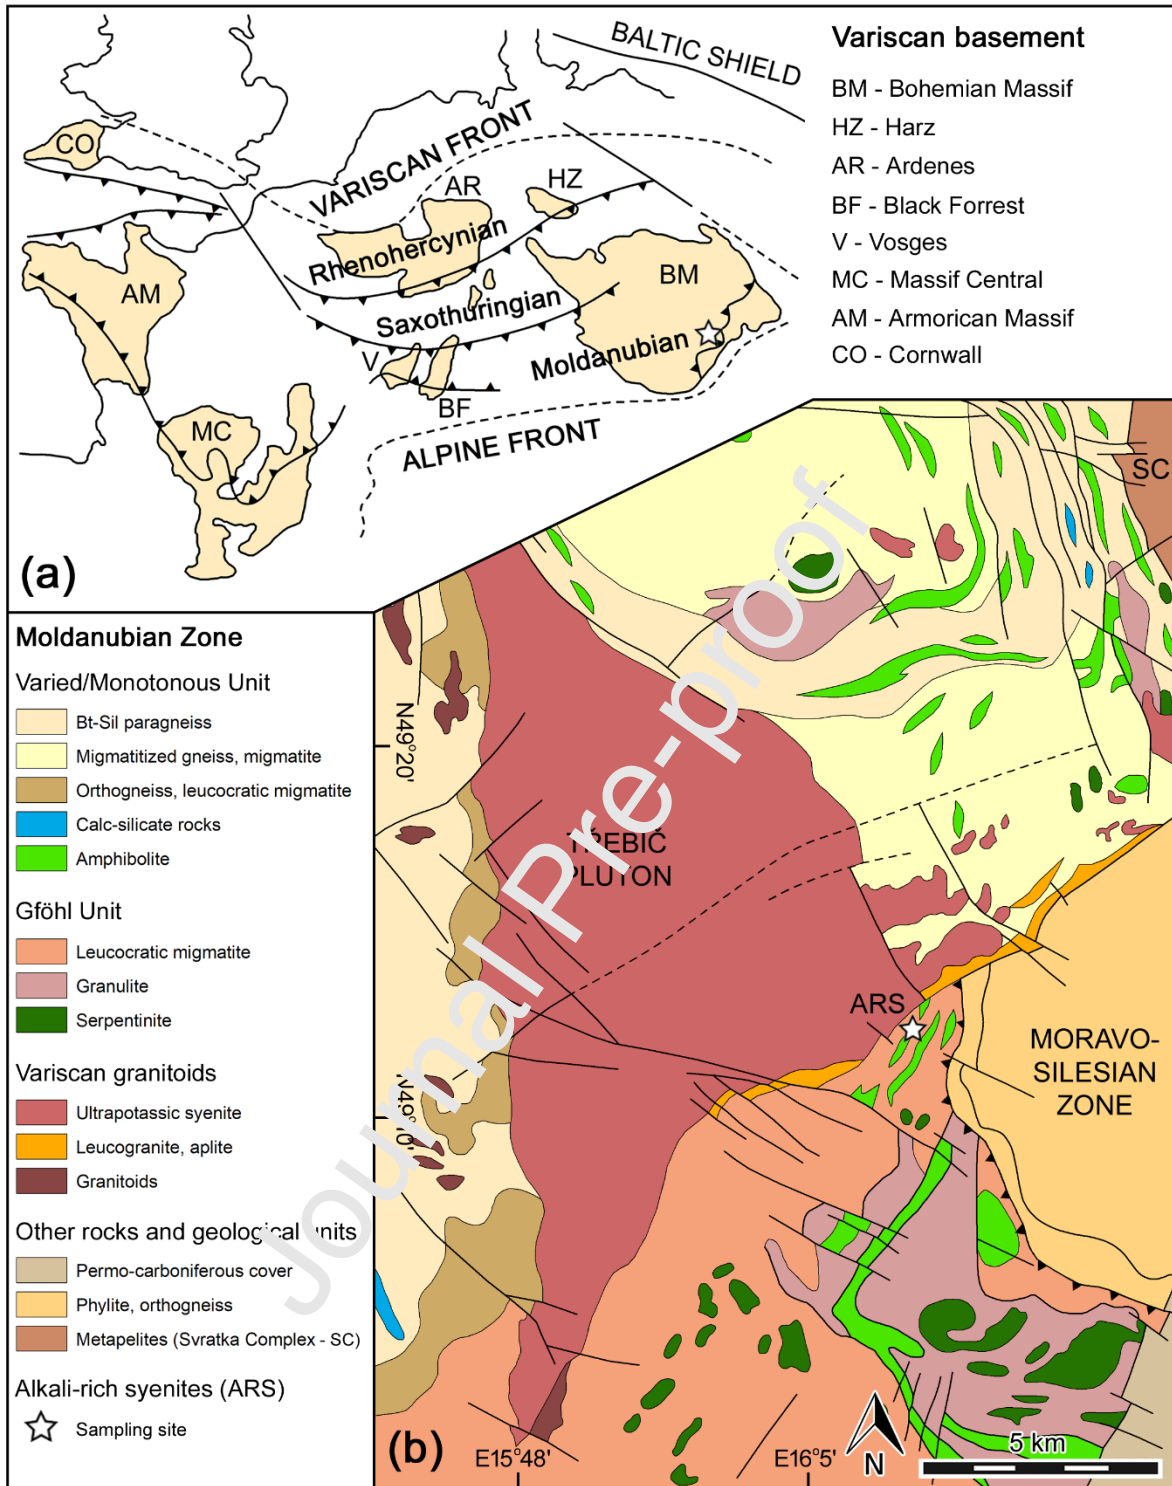 BALTIC SHIELD
VARISCAN FRONT
CO
AR
HZ
Rhenohercynian
AM
BM
Saxothuringian
Moldanubian
V
BF
MC
ALPINE FRONT
(a)
Variscan basement
BM - Bohemian Massif
HZ - Harz
AR - Ardenes
BF - Black Forrest
V - Vosges
MC - Massif Central
AM - Armorican Massif
CO - Cornwall
Moldanubian Zone
Varied/Monotonous Unit
Bt-Sil paragneiss
Migmatitized gneiss, migmatite
Orthogneiss, leucocratic migmatite
Calc-silicate rocks
Amphibolite
Gföhl Unit
Leucocratic migmatite
Granulite
Serpentinite
Variscan granitoids
Ultrapotassic syenite
Leucogranite, aplite
Granitoids
Other rocks and geological units
Permo-carboniferous cover
Phylite, orthogneiss
Metapelites (Svratka Complex - SC)
Alkali-rich syenites (ARS)
Sampling site
SC
N49°20'
TŘEBIČ
PLUTON
ARS
MORAVO-
SILESIAN
ZONE
N49°10'
(b)
E15°48'
E16°5'
N
5 km
Journal Pre-proof